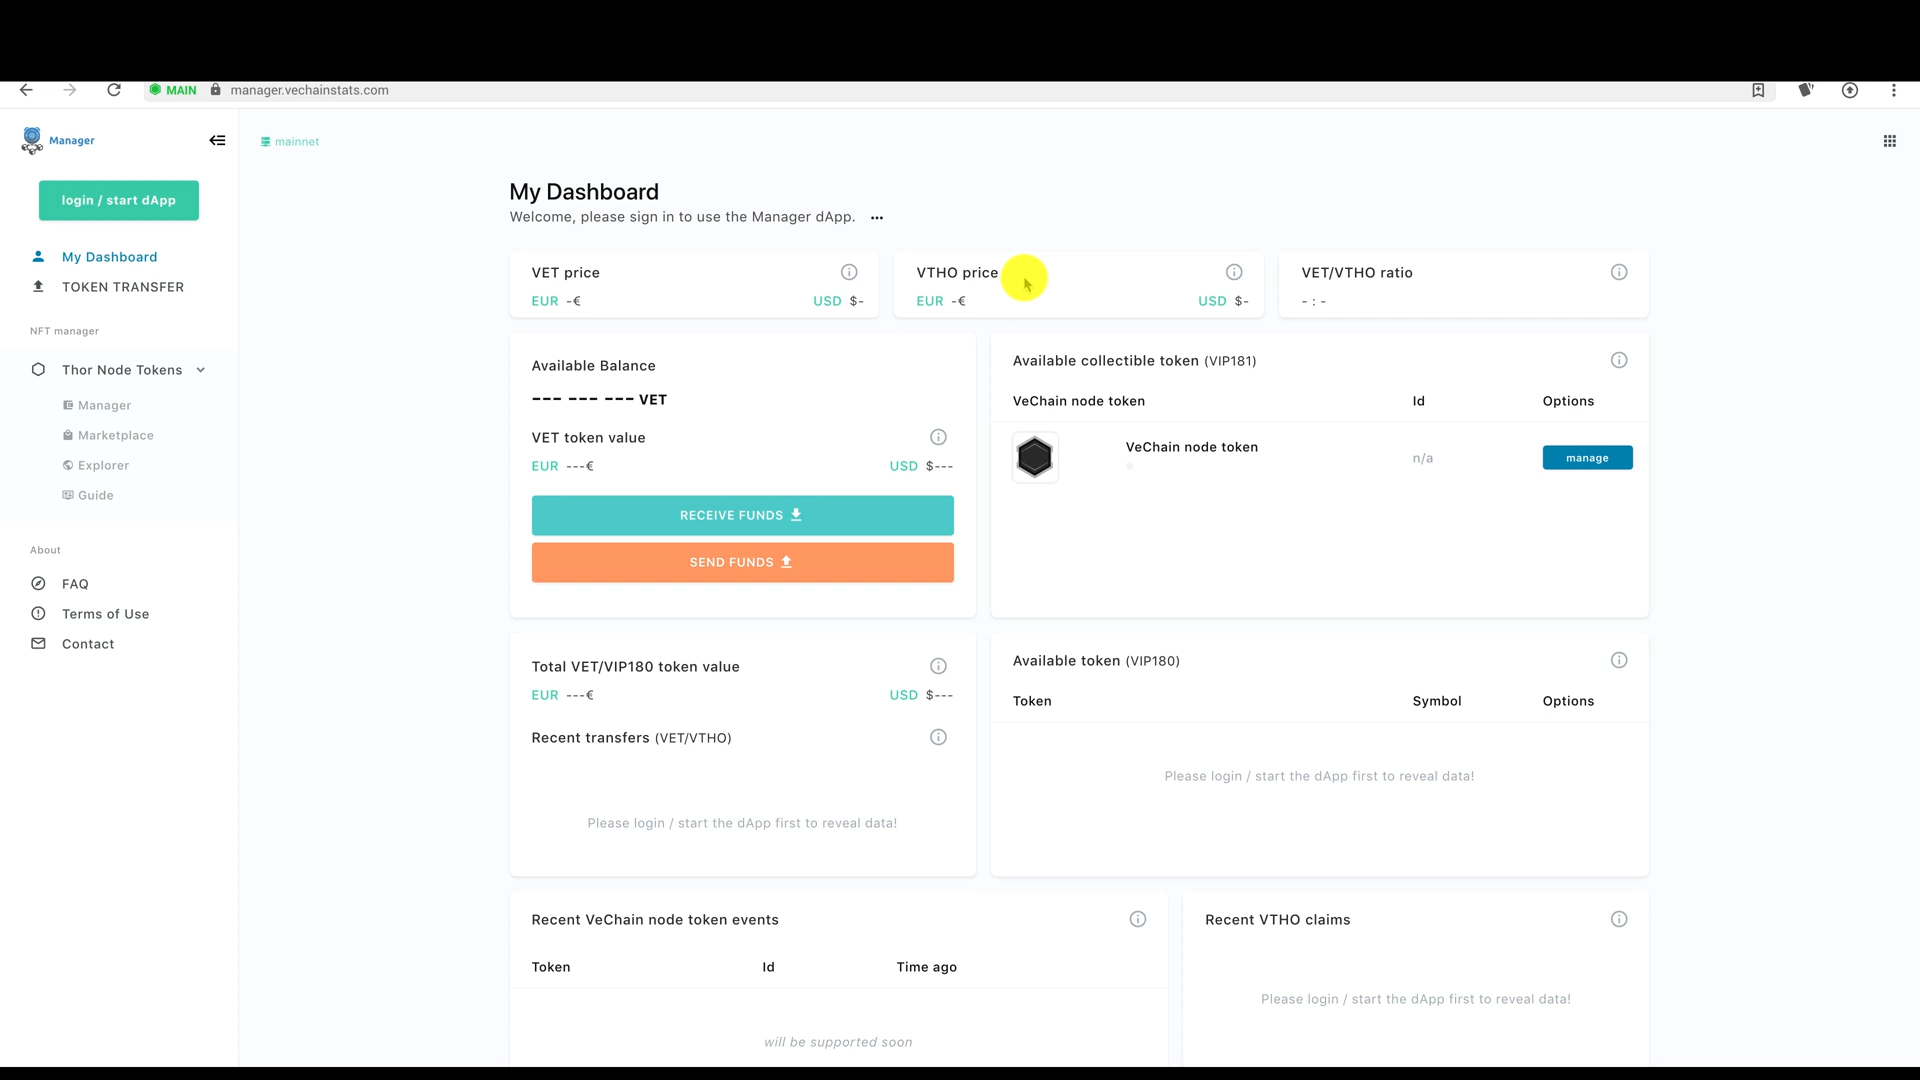 MAIN manager.vechainstats.com
Manager
mainnet
login / start dApp
My Dashboard
TOKEN TRANSFER
NFT manager
Thor Node Tokens
Manager
Marketplace
Explorer
Guide
About
FAQ
Terms of Use
Contact
My Dashboard
Welcome, please sign in to use the Manager dApp. •••
VET price
EUR -€ USD $-
VTHO price
EUR -€ USD $-
VET/VTHO ratio
- : -
Available Balance
--- --- --- VET
VET token value
EUR ---€ USD $---
RECEIVE FUNDS
SEND FUNDS
Available collectible token (VIP181)
VeChain node token Id Options
VeChain node token n/a manage
Total VET/VIP180 token value
EUR ---€ USD $---
Recent transfers (VET/VTHO)
Please login / start the dApp first to reveal data!
Available token (VIP180)
Token Symbol Options
Please login / start the dApp first to reveal data!
Recent VeChain node token events
Token Id Time ago
will be supported soon
Recent VTHO claims
Please login / start the dApp first to reveal data!